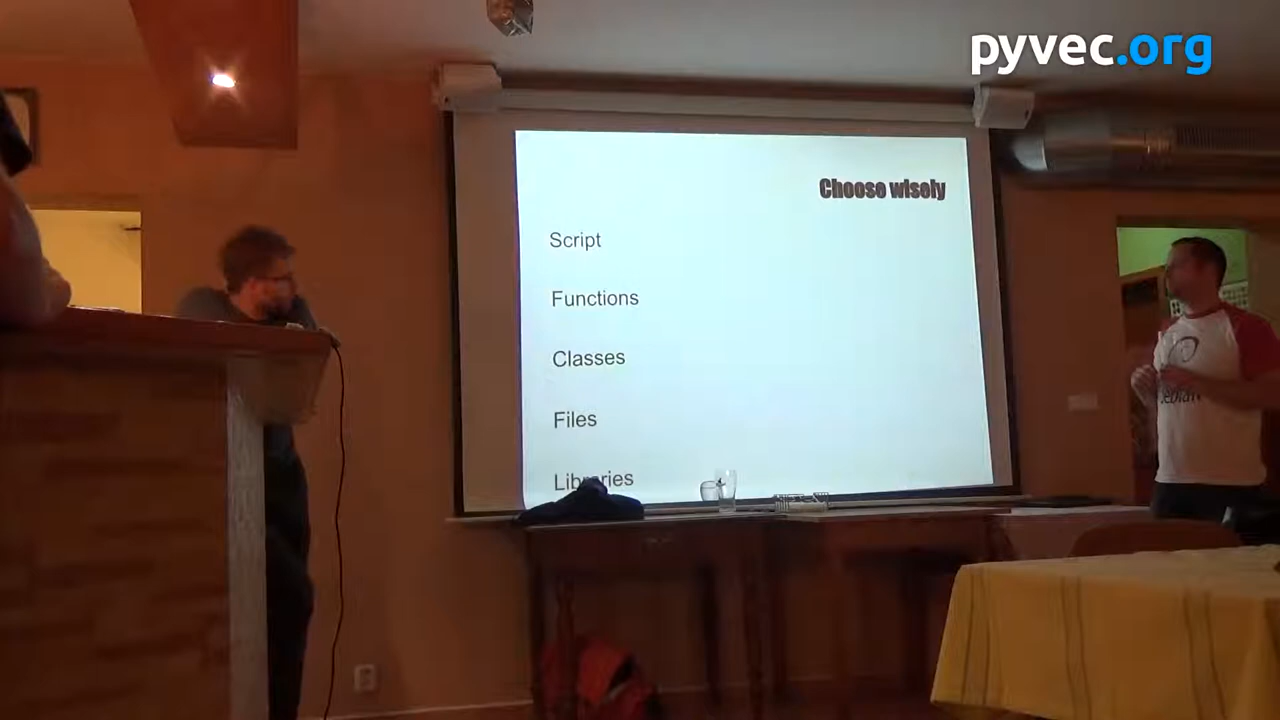 pyvec.org
Choose wisely
Script
Functions
Classes
Files
Libraries